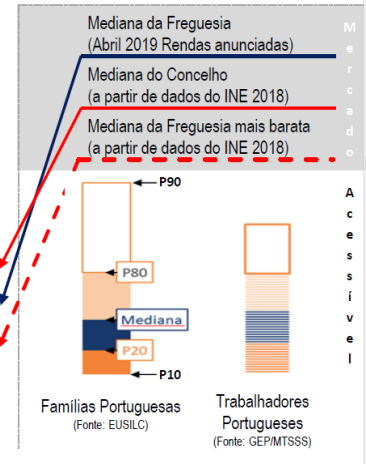 Mediana da Freguesia
(Abril 2019 Rendas anunciadas)
Mediana do Concelho
(a partir de dados do INE 2018)
Mediana da Freguesia mais barata
(a partir de dados do INE 2018)
Mercado
Acessível
P90
P80
Mediana
P20
P10
Famílias Portuguesas
(Fonte: EUSILC)
Trabalhadores
Portugueses
(Fonte: GEP/MTSSS)